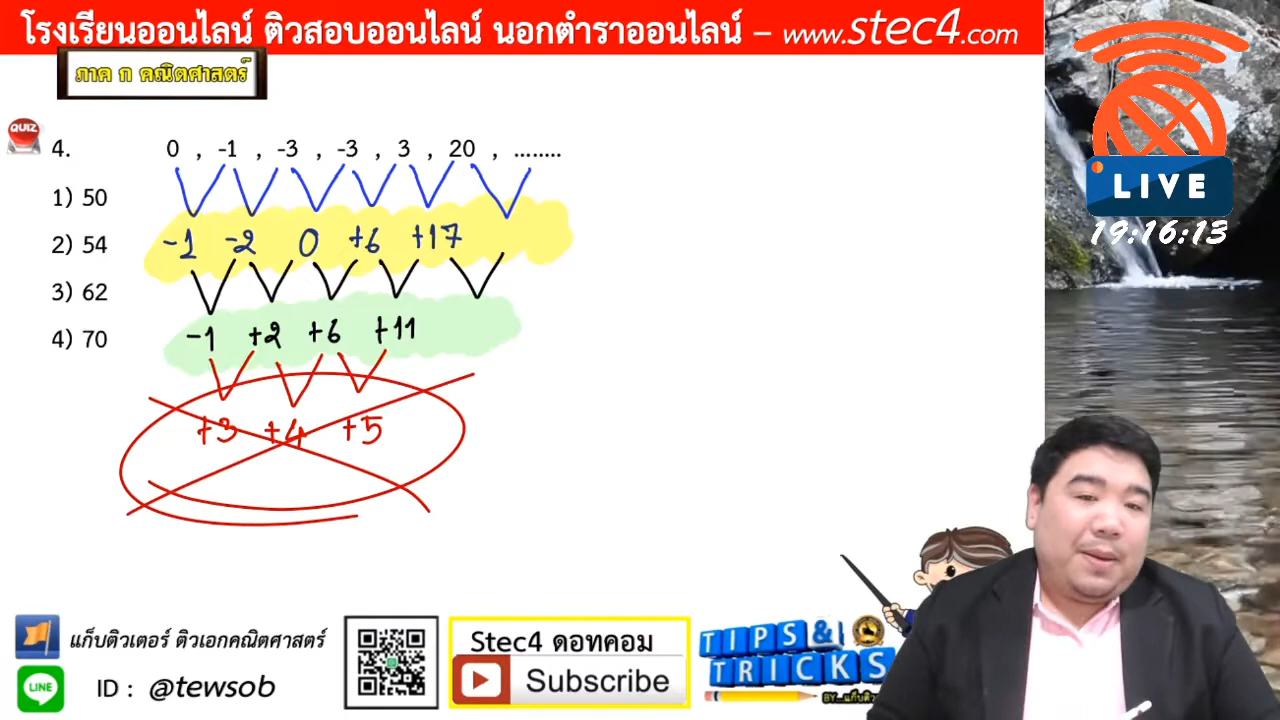 โรงเรียนออนไลน์ ติวสอบออนไลน์ นอกตำราออนไลน์ – www.stec4.com
ภาค ก คณิตศาสตร์
QUIZ
4. 0 , -1 , -3 , -3 , 3 , 20 , ........
1) 50
2) 54
3) 62
4) 70
-1 -2 0 +6 +17
-1 +2 +6 +11
+3 +4 +5
LIVE
19:16:13
แก็บติวเตอร์ ติวเอกคณิตศาสตร์
LINE
ID : @tewsob
Stec4 ดอทคอม
Subscribe
TIPS &
TRICKS